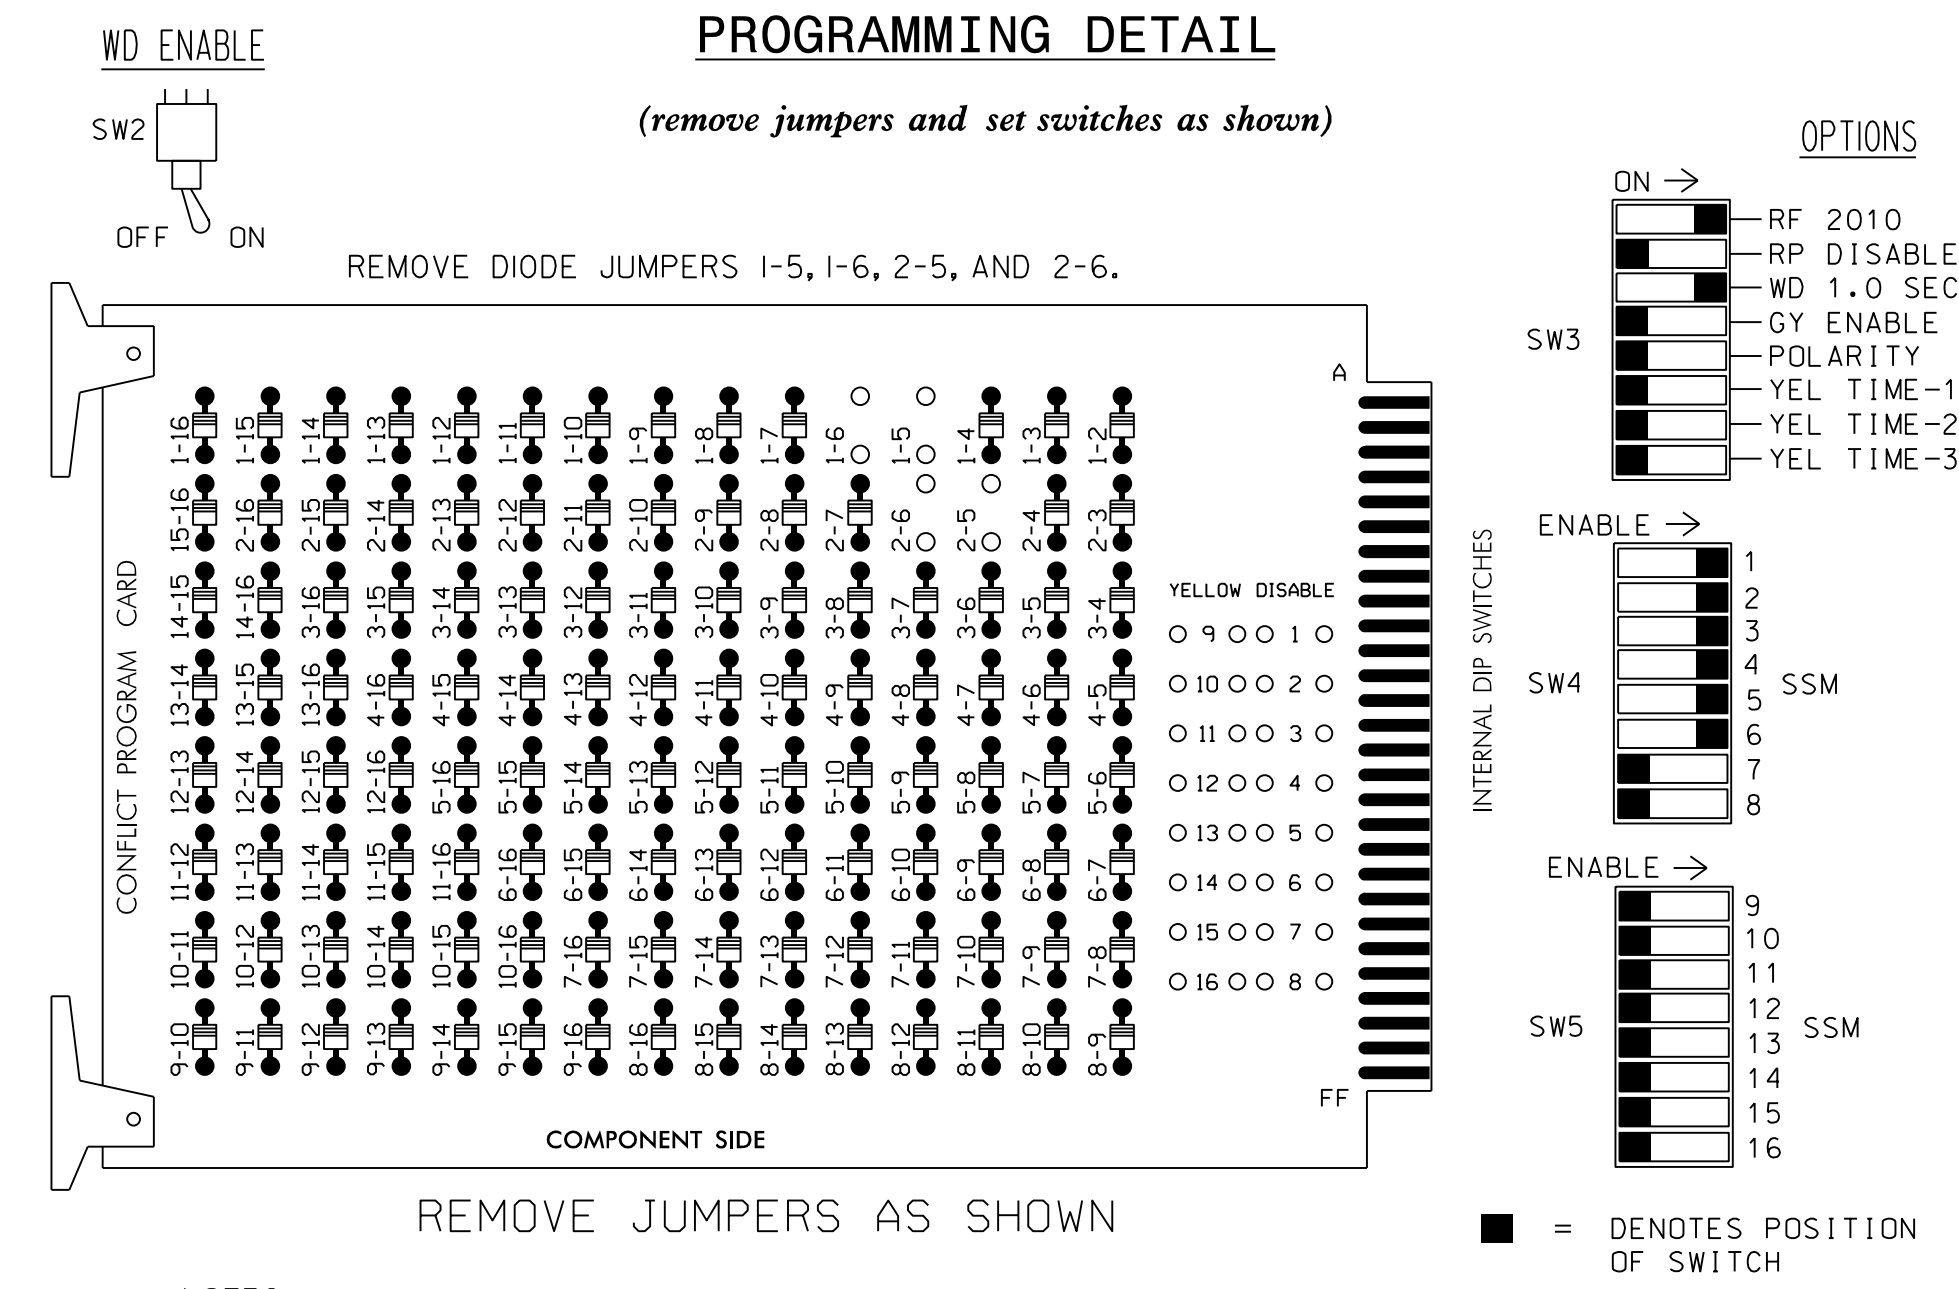 PROGRAMMING DETAIL
(remove jumpers and set switches as shown)
WD ENABLE
SW2
OFF ON
REMOVE DIODE JUMPERS 1-5, 1-6, 2-5, AND 2-6.
CONFLICT PROGRAM CARD
1-16 1-15 1-14 1-13 1-12 1-11 1-10 1-9 1-8 1-7 1-6 1-5 1-4 1-3 1-2
15-16 2-16 2-15 2-14 2-13 2-12 2-11 2-10 2-9 2-8 2-7 2-6 2-5 2-4 2-3
14-15 14-16 3-16 3-15 3-14 3-13 3-12 3-11 3-10 3-9 3-8 3-7 3-6 3-5 3-4
13-14 13-15 13-16 4-16 4-15 4-14 4-13 4-12 4-11 4-10 4-9 4-8 4-7 4-6 4-5
12-13 12-14 12-15 12-16 5-16 5-15 5-14 5-13 5-12 5-11 5-10 5-9 5-8 5-7 5-6
11-12 11-13 11-14 11-15 11-16 6-16 6-15 6-14 6-13 6-12 6-11 6-10 6-9 6-8 6-7
10-11 10-12 10-13 10-14 10-15 10-16 7-16 7-15 7-14 7-13 7-12 7-11 7-10 7-9 7-8
9-10 9-11 9-12 9-13 9-14 9-15 9-16 8-16 8-15 8-14 8-13 8-12 8-11 8-10 8-9
A
YELLOW DISABLE
9 1
10 2
11 3
12 4
13 5
14 6
15 7
16 8
FF
COMPONENT SIDE
REMOVE JUMPERS AS SHOWN
INTERNAL DIP SWITCHES
OPTIONS
ON
SW3
RF 2010
RP DISABLE
WD 1.0 SEC
GY ENABLE
POLARITY
YEL TIME-1
YEL TIME-2
YEL TIME-3
ENABLE
SW4
1
2
3
4
5
6
7
8
SSM
ENABLE
SW5
9
10
11
12
13
14
15
16
SSM
= DENOTES POSITION
OF SWITCH